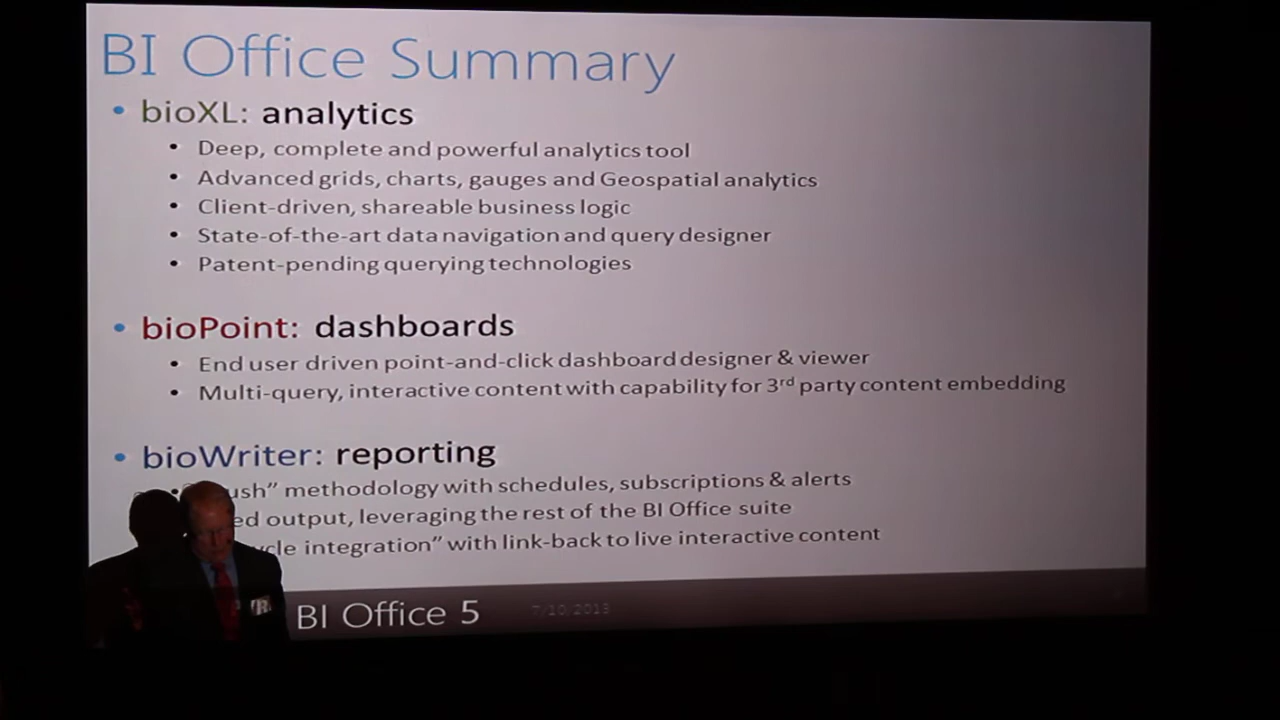 BI Office Summary
• bioXL: analytics
• Deep, complete and powerful analytics tool
• Advanced grids, charts, gauges and Geospatial analytics
• Client-driven, shareable business logic
• State-of-the-art data navigation and query designer
• Patent-pending querying technologies
• bioPoint: dashboards
• End user driven point-and-click dashboard designer & viewer
• Multi-query, interactive content with capability for 3rd party content embedding
• bioWriter: reporting
• ush” methodology with schedules, subscriptions & alerts
ed output, leveraging the rest of the BI Office suite
cle integration” with link-back to live interactive content
BI Office 5
7/10/2013